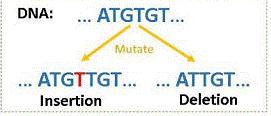 DNA: ... ATGTGT...
Mutate
... ATGTTGT... ... ATTGT...
Insertion Deletion